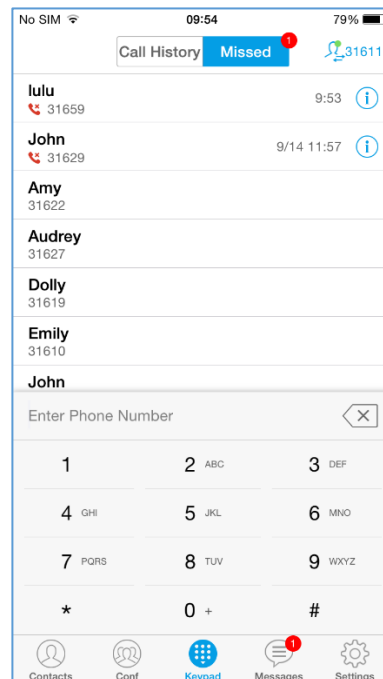 No SIM 09:54 79%
Call History Missed 1 31611
lulu
31659 9:53 i
John
31629 9/14 11:57 i
Amy
31622
Audrey
31627
Dolly
31619
Emily
31610
John
Enter Phone Number
1 2 ABC 3 DEF
4 GHI 5 JKL 6 MNO
7 PQRS 8 TUV 9 WXYZ
* 0 + #
1
Contacts Conf Keypad Messages Settings